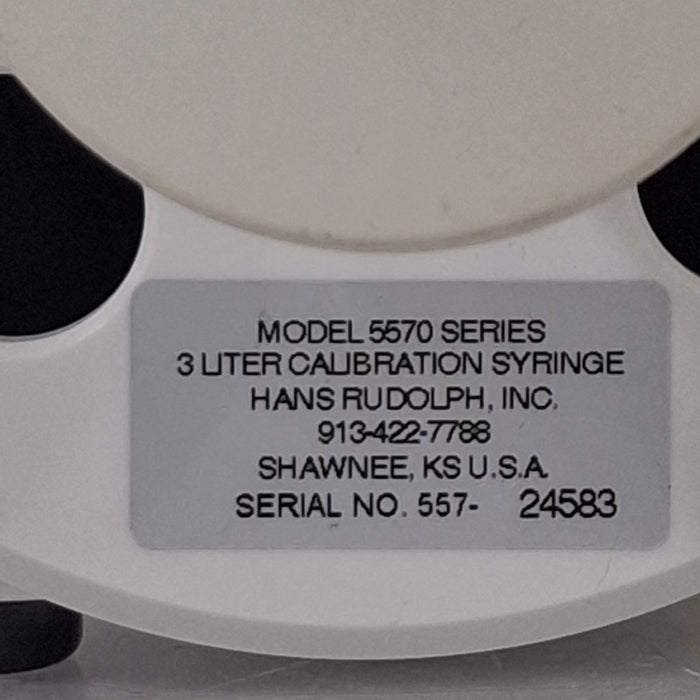 MODEL 5570 SERIES
3 LITER CALIBRATION SYRINGE
HANS RUDOLPH, INC.
913-422-7788
SHAWNEE, KS U.S.A.
SERIAL NO. 557- 24583